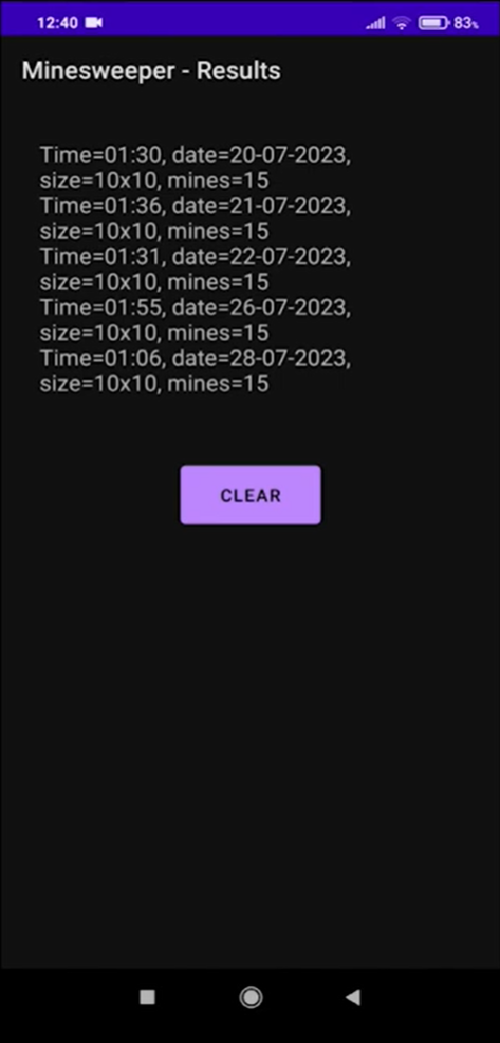 12:40 83%
Minesweeper - Results
Time=01:30, date=20-07-2023,
size=10x10, mines=15
Time=01:36, date=21-07-2023,
size=10x10, mines=15
Time=01:31, date=22-07-2023,
size=10x10, mines=15
Time=01:55, date=26-07-2023,
size=10x10, mines=15
Time=01:06, date=28-07-2023,
size=10x10, mines=15
CLEAR